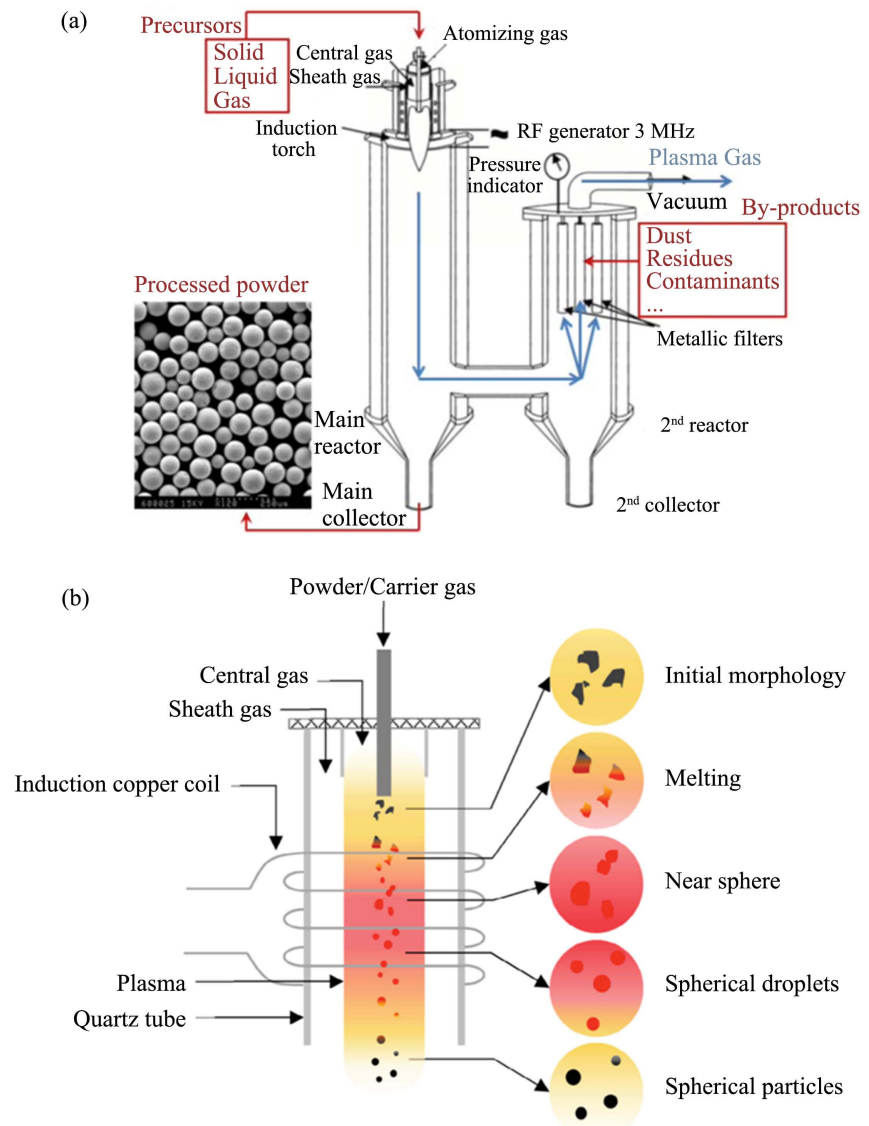 (a)
Precursors
Solid
Liquid
Gas
Atomizing gas
Central gas
Sheath gas
Induction
torch
RF generator 3 MHz
Pressure
indicator
Plasma Gas
Vacuum
By-products
Dust
Residues
Contaminants
...
Metallic filters
Processed powder
Main
reactor
Main
collector
2nd reactor
2nd collector
(b)
Powder/Carrier gas
Central gas
Sheath gas
Induction copper coil
Plasma
Quartz tube
Initial morphology
Melting
Near sphere
Spherical droplets
Spherical particles